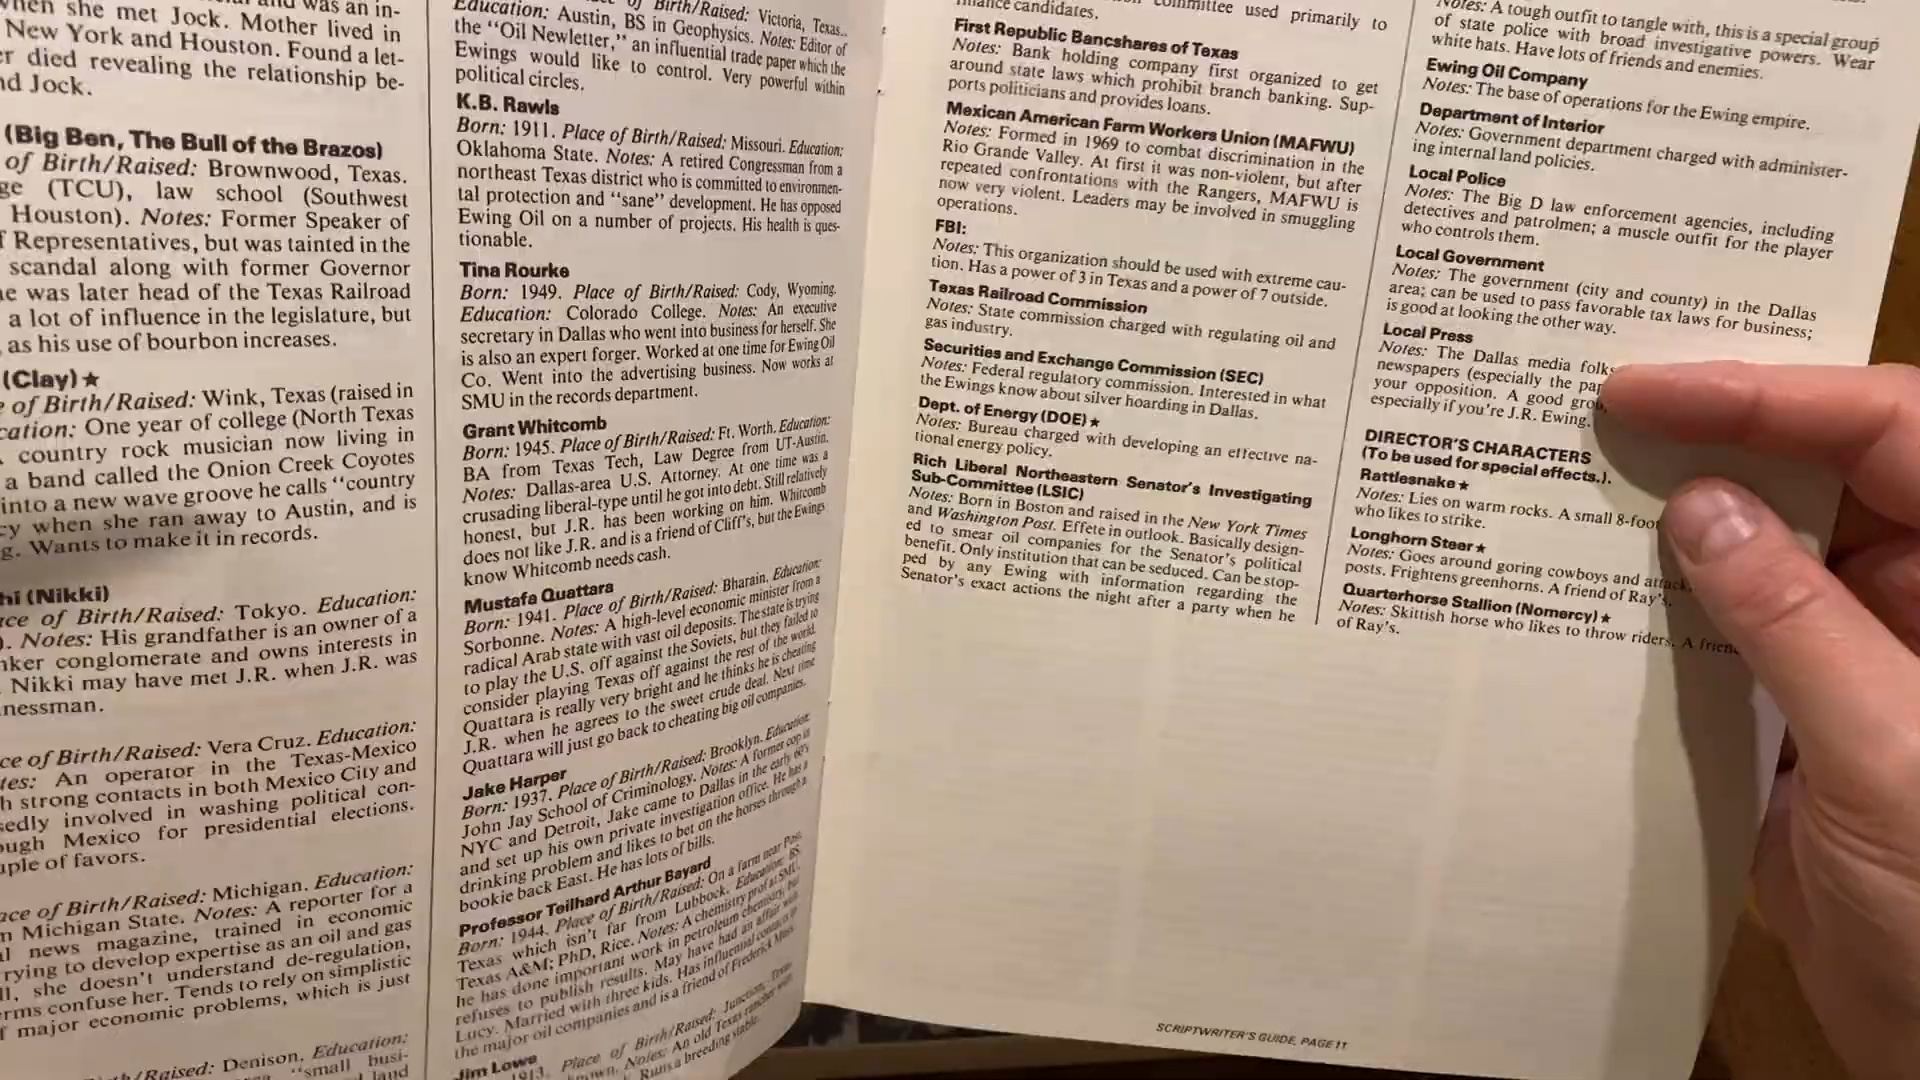 when she met Jock. Mother lived in
New York and Houston. Found a let-
died revealing the relationship be-
Jock.
(Big Ben, The Bull of the Brazos)
of Birth/Raised: Brownwood, Texas.
(TCU), law school (Southwest
Houston). Notes: Former Speaker of
Representatives, but was tainted in the
scandal along with former Governor
was later head of the Texas Railroad
a lot of influence in the legislature, but
as his use of bourbon increases.
(Clay)★
of Birth/Raised: Wink, Texas (raised in
One year of college (North Texas
country rock musician now living in
a band called the Onion Creek Coyotes
into a new wave groove he calls "country
when she ran away to Austin, and is
Wants to make it in records.
(Nikki)
of Birth/Raised: Tokyo. Education:
Notes: His grandfather is an owner of a
conglomerate and owns interests in
Nikki may have met J.R. when J.R. was
of Birth/Raised: Vera Cruz. Education:
An operator in the Texas-Mexico
strong contacts in both Mexico City and
involved in washing political con-
Mexico for presidential elections.
of favors.
of Birth/Raised: Michigan. Education:
Michigan State. Notes: A reporter for a
news magazine, trained in economic
to develop expertise as an oil and gas
she doesn't understand de-regulation,
confuse her. Tends to rely on simplistic
major economic problems, which is just
Birth/Raised: Denison. Education:
"small busi-
of Birth/Raised: Victoria, Texas..
Education: Austin, BS in Geophysics. Notes: Editor of
the "Oil Newletter," an influential trade paper which the
Ewings would like to control. Very powerful within
political circles.
K.B. Rawls
Born: 1911. Place of Birth/Raised: Missouri. Education:
Oklahoma State. Notes: A retired Congressman from a
northeast Texas district who is committed to environmen-
tal protection and "sane" development. He has opposed
Ewing Oil on a number of projects. His health is ques-
tionable.
Tina Rourke
Born: 1949. Place of Birth/Raised: Cody, Wyoming.
Education: Colorado College. Notes: An executive
secretary in Dallas who went into business for herself. She
is also an expert forger. Worked at one time for Ewing Oil
Co. Went into the advertising business. Now works at
SMU in the records department.
Grant Whitcomb
Born: 1945. Place of Birth/Raised: Ft. Worth. Education:
BA from Texas Tech, Law Degree from UT-Austin.
Notes: Dallas-area U.S. Attorney. At one time was a
crusading liberal-type until he got into debt. Still relatively
honest, but J.R. has been working on him. Whitcomb
does not like J.R. and is a friend of Cliff's, but the Ewings
know Whitcomb needs cash.
Mustafa Quattara
Born: 1941. Place of Birth/Raised: Bharain. Education:
Sorbonne. Notes: A high-level economic minister from a
radical Arab state with vast oil deposits. The state is trying
to play the U.S. off against the Soviets, but they failed to
consider playing Texas off against the rest of the world.
Quattara is really very bright and he thinks he is cheating
J.R. when he agrees to the sweet crude deal. Next time
Quattara will just go back to cheating big oil companies.
Jake Harper
Born: 1937. Place of Birth/Raised: Brooklyn. Education:
John Jay School of Criminology. Notes: A former cop in
NYC and Detroit, Jake came to Dallas in the early 60's
and set up his own private investigation office. He has a
drinking problem and likes to bet on the horses through a
bookie back East. He has lots of bills.
Professor Teilhard Arthur Bayard
Born: 1944. Place of Birth/Raised: On a farm near Post,
Texas which isn't far from Lubbock. Education: BS,
Texas A&M; PhD, Rice. Notes: A chemistry prof at SMU,
he has done important work in petroleum chemistry, but
refuses to publish results. May have had an affair with
Lucy. Married with three kids. Has influential contacts in
the major oil companies and is a friend of Frederick
Jim Lowe
1913. Place of Birth/Raised: Junction, Texas
Notes: An old Texas rancher
Runs a breeding stable.
committee used primarily to
finance candidates.
First Republic Bancshares of Texas
Notes: Bank holding company first organized to get
around state laws which prohibit branch banking. Sup-
ports politicians and provides loans.
Mexican American Farm Workers Union (MAFWU)
Notes: Formed in 1969 to combat discrimination in the
Rio Grande Valley. At first it was non-violent, but after
repeated confrontations with the Rangers, MAFWU is
now very violent. Leaders may be involved in smuggling
operations.
FBI:
Notes: This organization should be used with extreme cau-
tion. Has a power of 3 in Texas and a power of 7 outside.
Texas Railroad Commission
Notes: State commission charged with regulating oil and
gas industry.
Securities and Exchange Commission (SEC)
Notes: Federal regulatory commission. Interested in what
the Ewings know about silver hoarding in Dallas.
Dept. of Energy (DOE)★
Notes: Bureau charged with developing an effective na-
tional energy policy.
Rich Liberal Northeastern Senator's Investigating
Sub-Committee (LSIC)
Notes: Born in Boston and raised in the New York Times
and Washington Post. Effete in outlook. Basically design-
ed to smear oil companies for the Senator's political
benefit. Only institution that can be seduced. Can be stop-
ped by any Ewing with information regarding the
Senator's exact actions the night after a party when he
Notes: A tough outfit to tangle with, this is a special group
of state police with broad investigative powers. Wear
white hats. Have lots of friends and enemies.
Ewing Oil Company
Notes: The base of operations for the Ewing empire.
Department of Interior
Notes: Government department charged with administer-
ing internal land policies.
Local Police
Notes: The Big D law enforcement agencies, including
detectives and patrolmen; a muscle outfit for the player
who controls them.
Local Government
Notes: The government (city and county) in the Dallas
area; can be used to pass favorable tax laws for business;
is good at looking the other way.
Local Press
Notes: The Dallas media folks
newspapers (especially the
your opposition. A good
especially if you're J.R. Ewing.
DIRECTOR'S CHARACTERS
(To be used for special effects.).
Rattlesnake★
Notes: Lies on warm rocks. A small 8-foot
who likes to strike.
Longhorn Steer★
Notes: Goes around goring cowboys and
posts. Frightens greenhorns. A friend of Ray's.
Quarterhorse Stallion (Nomercy)★
Notes: Skittish horse who likes to throw riders. A friend
of Ray's.
SCRIPTWRITER'S GUIDE, PAGE 11